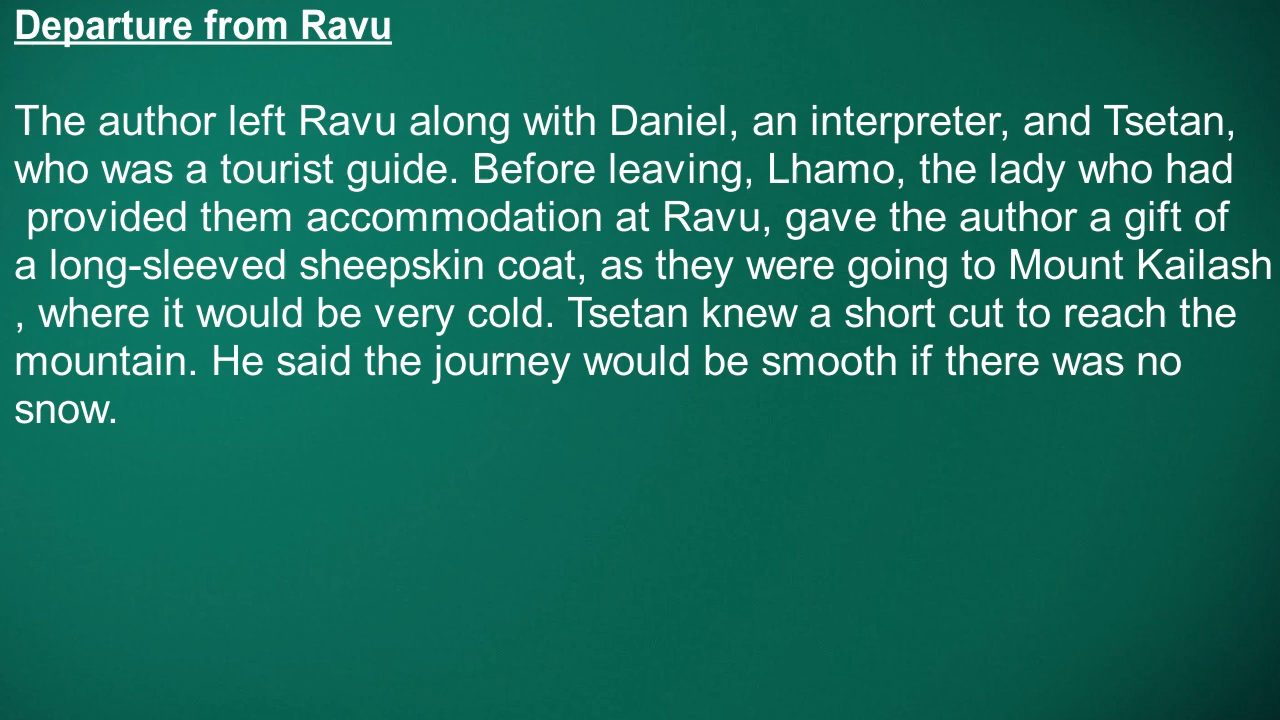 Departure from Ravu
The author left Ravu along with Daniel, an interpreter, and Tsetan,
who was a tourist guide. Before leaving, Lhamo, the lady who had
provided them accommodation at Ravu, gave the author a gift of
a long-sleeved sheepskin coat, as they were going to Mount Kailash
, where it would be very cold. Tsetan knew a short cut to reach the
mountain. He said the journey would be smooth if there was no
snow.